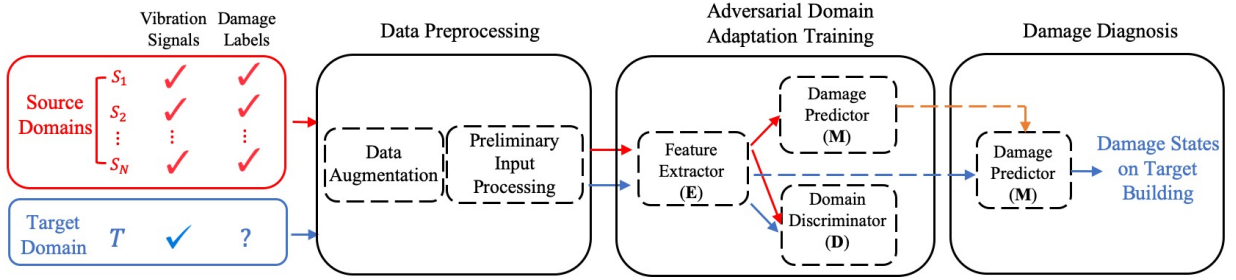 Vibration
Signals
Damage
Labels
Source
Domains
S₁
S₂
⋮
S_N
Target
Domain
T
?
Data Preprocessing
Data
Augmentation
Preliminary
Input
Processing
Adversarial Domain
Adaptation Training
Feature
Extractor
(E)
Damage
Predictor
(M)
Domain
Discriminator
(D)
Damage Diagnosis
Damage
Predictor
(M)
Damage States
on Target
Building